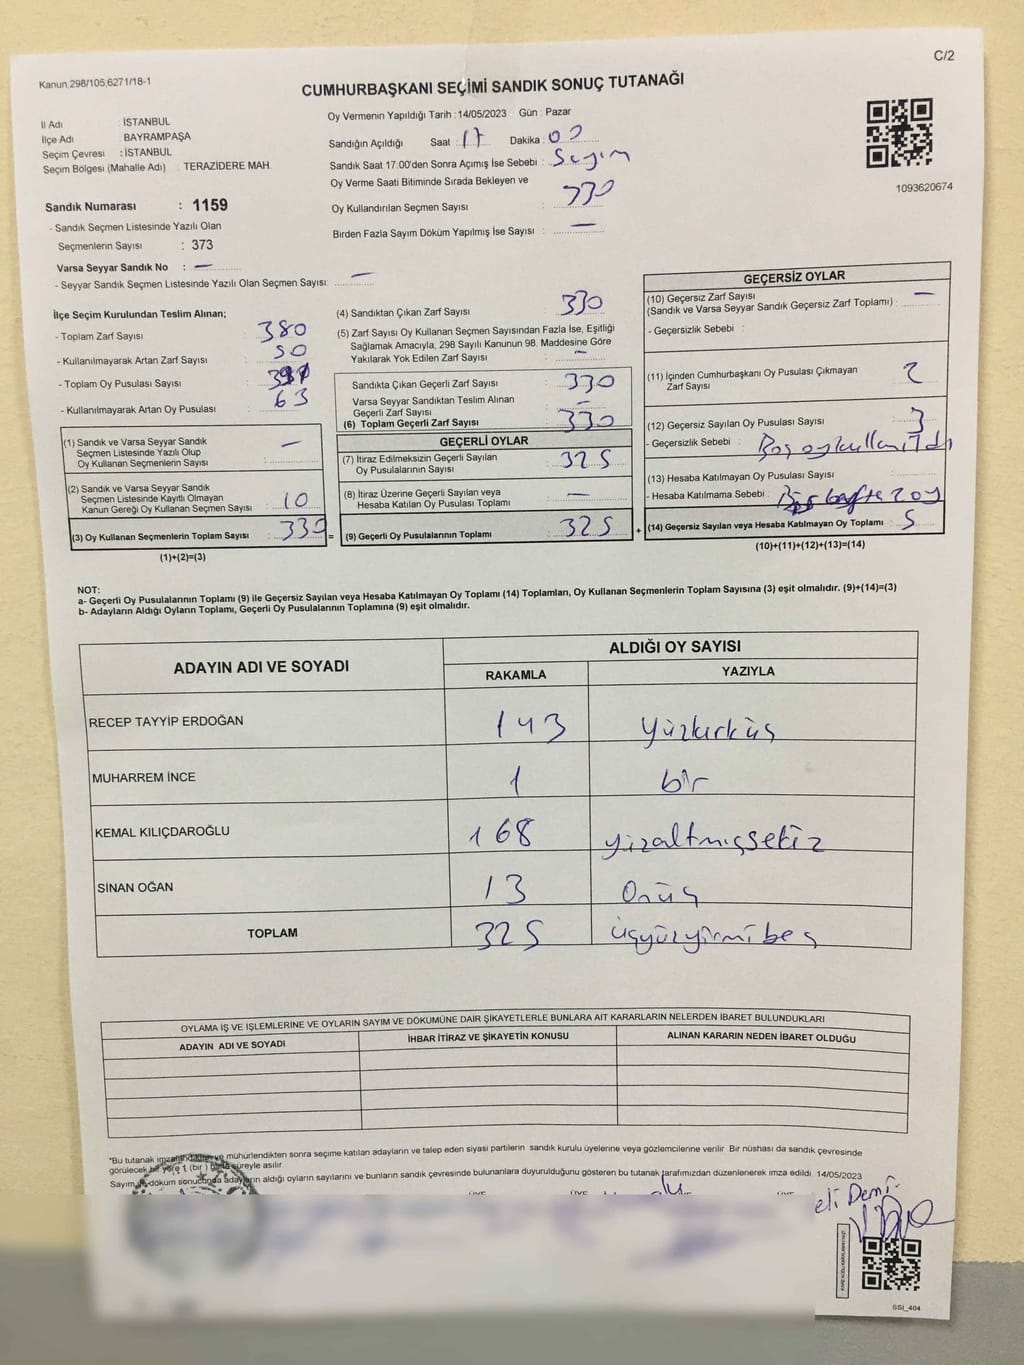 C/2
Kanun.298/105,6271/18-1
CUMHURBAŞKANI SEÇİMİ SANDIK SONUÇ TUTANAĞI
İl Adı : İSTANBUL
İlçe Adı : BAYRAMPAŞA
Seçim Çevresi : İSTANBUL
Seçim Bölgesi (Mahalle Adı) : TERAZİDERE MAH.
Sandık Numarası : 1159
- Sandık Seçmen Listesinde Yazılı Olan
Seçmenlerin Sayısı : 373
Varsa Seyyar Sandık No : —
- Seyyar Sandık Seçmen Listesinde Yazılı Olan Seçmen Sayısı: —
Oy Vermenin Yapıldığı Tarih :14/05/2023 Gün : Pazar
Sandığın Açıldığı Saat : 17 Dakika : 00
Sandık Saat 17.00'den Sonra Açımış İse Sebebi : Sayım
Oy Verme Saati Bitiminde Sırada Bekleyen ve
Oy Kullandırılan Seçmen Sayısı : 330
Birden Fazla Sayım Döküm Yapılmış İse Sayısı : —
1093620674
İlçe Seçim Kurulundan Teslim Alınan;
- Toplam Zarf Sayısı : 380
- Kullanılmayarak Artan Zarf Sayısı : 50
- Toplam Oy Pusulası Sayısı :
- Kullanılmayarak Artan Oy Pusulası : 63
(1) Sandık ve Varsa Seyyar Sandık
Seçmen Listesinde Yazılı Olup
Oy Kullanan Seçmenlerin Sayısı : —
(2) Sandık ve Varsa Seyyar Sandık
Seçmen Listesinde Kayıtlı Olmayan
Kanun Gereği Oy Kullanan Seçmen Sayısı : 10
(3) Oy Kullanan Seçmenlerin Toplam Sayısı : 330
(1)+(2)=(3)
(4) Sandıktan Çıkan Zarf Sayısı : 330
(5) Zarf Sayısı Oy Kullanan Seçmen Sayısından Fazla İse, Eşitliği
Sağlamak Amacıyla, 298 Sayılı Kanunun 98. Maddesine Göre
Yakılarak Yok Edilen Zarf Sayısı : —
Sandıkta Çıkan Geçerli Zarf Sayısı : 330
Varsa Seyyar Sandıktan Teslim Alınan
Geçerli Zarf Sayısı : —
(6) Toplam Geçerli Zarf Sayısı : 330
GEÇERLİ OYLAR
(7) İtiraz Edilmeksizin Geçerli Sayılan
Oy Pusulalarının Sayısı : 325
(8) İtiraz Üzerine Geçerli Sayılan veya
Hesaba Katılan Oy Pusulası Toplamı : —
= (9) Geçerli Oy Pusulalarının Toplamı : 325 +
GEÇERSİZ OYLAR
(10) Geçersiz Zarf Sayısı
(Sandık ve Varsa Seyyar Sandık Geçersiz Zarf Toplamı) : —
- Geçersizlik Sebebi :
(11) İçinden Cumhurbaşkanı Oy Pusulası Çıkmayan
Zarf Sayısı : 2
(12) Geçersiz Sayılan Oy Pusulası Sayısı : 3
- Geçersizlik Sebebi : Boş oy kullanıldı
(13) Hesaba Katılmayan Oy Pusulası Sayısı :
- Hesaba Katılmama Sebebi : 2 oy
(14) Geçersiz Sayılan veya Hesaba Katılmayan Oy Toplamı : 5
(10)+(11)+(12)+(13)=(14)
NOT:
a- Geçerli Oy Pusulalarının Toplamı (9) ile Geçersiz Sayılan veya Hesaba Katılmayan Oy Toplamı (14) Toplamları, Oy Kullanan Seçmenlerin Toplam Sayısına (3) eşit olmalıdır. (9)+(14)=(3)
b- Adayların Aldığı Oyların Toplamı, Geçerli Oy Pusulalarının Toplamına (9) eşit olmalıdır.
ADAYIN ADI VE SOYADI ALDIĞI OY SAYISI
RAKAMLA YAZIYLA
RECEP TAYYİP ERDOĞAN 143 yüzkırküç
MUHARREM İNCE 1 bir
KEMAL KILIÇDAROĞLU 168 yüzaltmışsekiz
SİNAN OĞAN 13 Onüç
TOPLAM 325 üçyüzyirmibeş
OYLAMA İŞ VE İŞLEMLERİNE VE OYLARIN SAYIM VE DÖKÜMÜNE DAİR ŞİKAYETLERLE BUNLARA AİT KARARLARIN NELERDEN İBARET BULUNDUKLARI
ADAYIN ADI VE SOYADI İHBAR İTİRAZ VE ŞİKAYETİN KONUSU ALINAN KARARIN NEDEN İBARET OLDUĞU
*Bu tutanak imzalandıktan ve mühürlendikten sonra seçime katılan adayların ve talep eden siyasi partilerin sandık kurulu üyelerine veya gözlemcilerine verilir. Bir nüshası da sandık çevresinde
görülecek bir yere 1 (bir) hafta süreyle asılır.
Sayım ve döküm sonucunda adayların aldığı oyların sayılarını ve bunların sandık çevresinde bulunanlara duyurulduğunu gösteren bu tutanak tarafımızdan düzenlenerek imza edildi. 14/05/2023
eli Demi
SSI_404